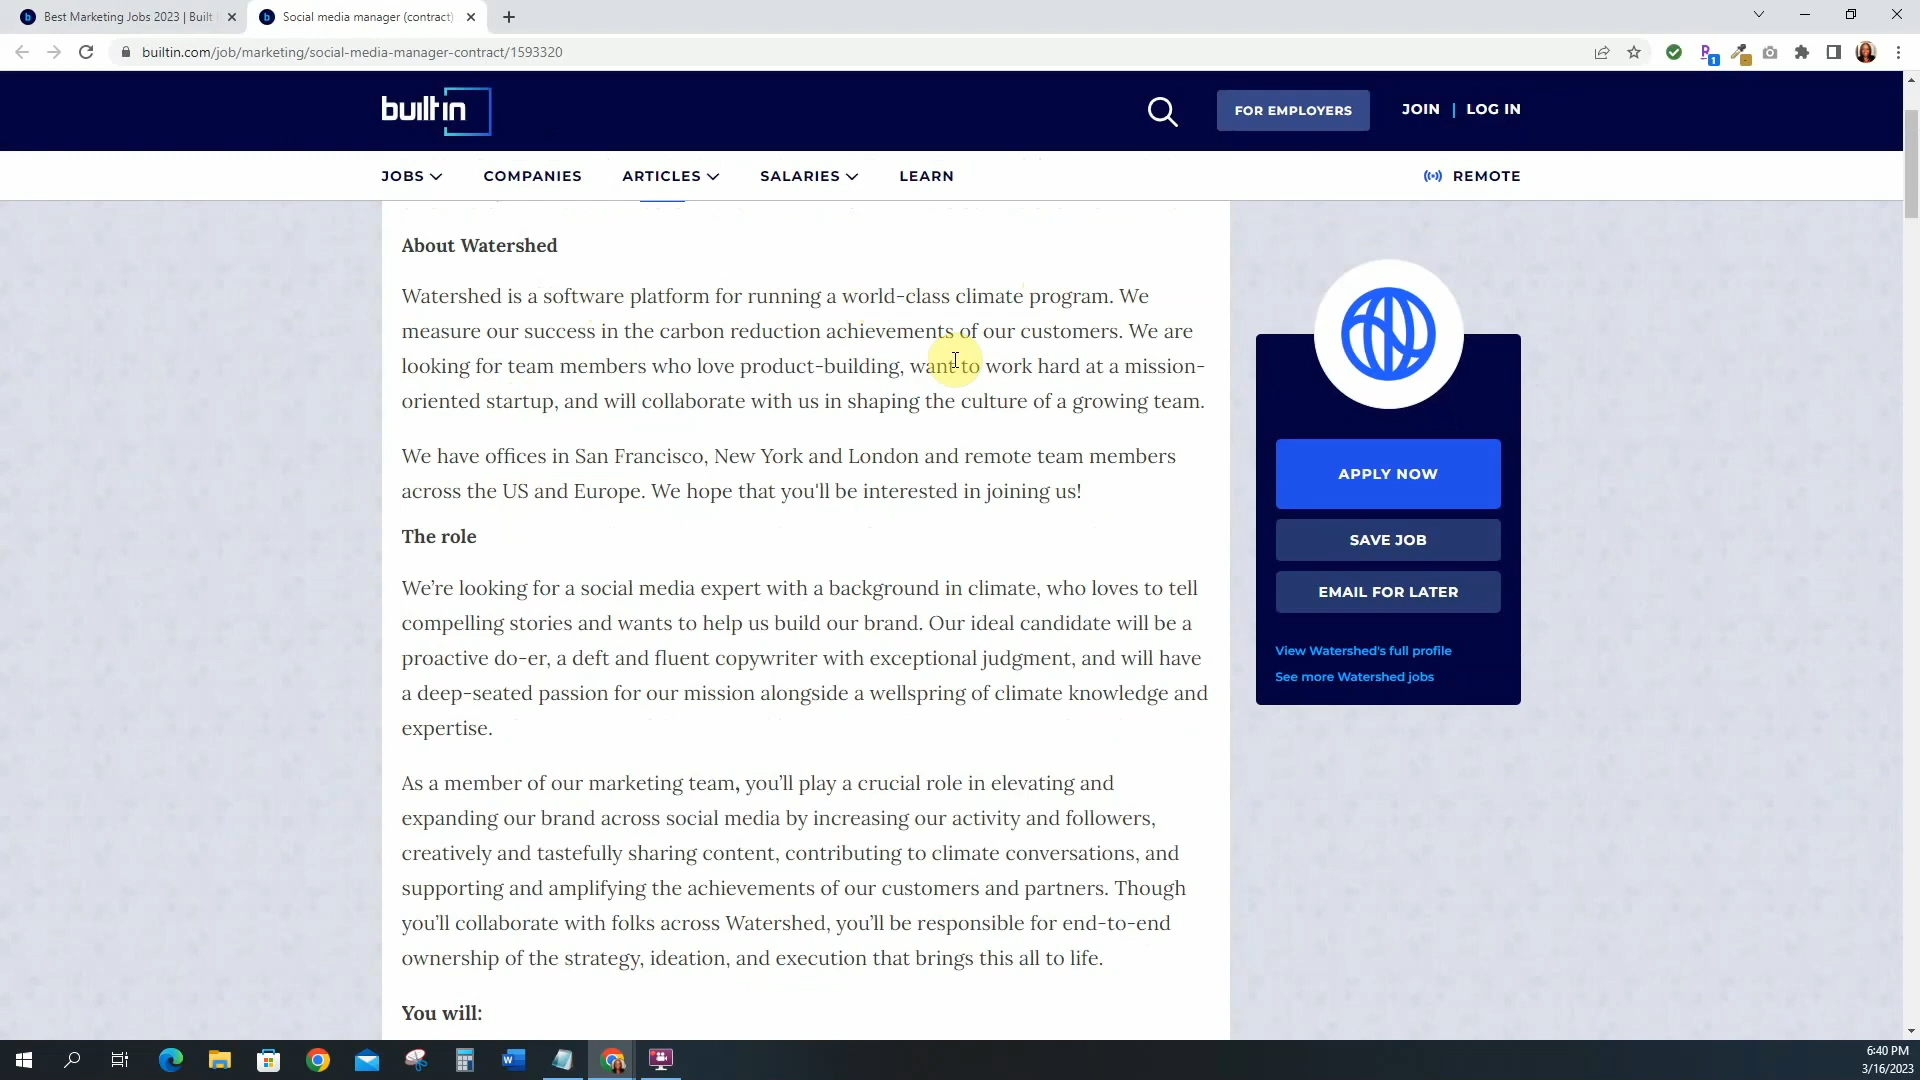 Best Marketing Jobs 2023 | Built
Social media manager (contract)
builtin.com/job/marketing/social-media-manager-contract/1593320
1
builtin
FOR EMPLOYERS
JOIN | LOG IN
JOBS
COMPANIES
ARTICLES
SALARIES
LEARN
REMOTE
About Watershed
Watershed is a software platform for running a world-class climate program. We
measure our success in the carbon reduction achievements of our customers. We are
looking for team members who love product-building, want to work hard at a mission-
oriented startup, and will collaborate with us in shaping the culture of a growing team.
We have offices in San Francisco, New York and London and remote team members
across the US and Europe. We hope that you'll be interested in joining us!
The role
We’re looking for a social media expert with a background in climate, who loves to tell
compelling stories and wants to help us build our brand. Our ideal candidate will be a
proactive do-er, a deft and fluent copywriter with exceptional judgment, and will have
a deep-seated passion for our mission alongside a wellspring of climate knowledge and
expertise.
As a member of our marketing team, you’ll play a crucial role in elevating and
expanding our brand across social media by increasing our activity and followers,
creatively and tastefully sharing content, contributing to climate conversations, and
supporting and amplifying the achievements of our customers and partners. Though
you’ll collaborate with folks across Watershed, you’ll be responsible for end-to-end
ownership of the strategy, ideation, and execution that brings this all to life.
You will:
APPLY NOW
SAVE JOB
EMAIL FOR LATER
View Watershed's full profile
See more Watershed jobs
6:40 PM
3/16/2023